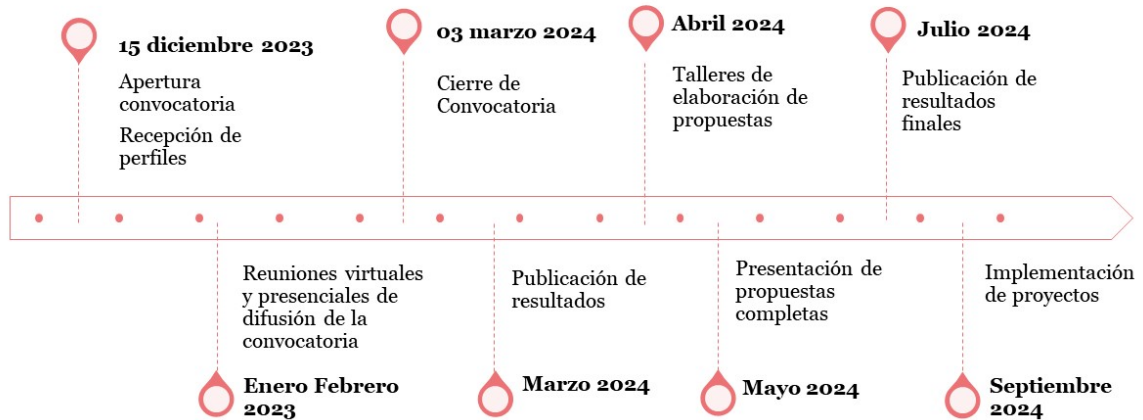 15 diciembre 2023
Apertura
convocatoria
Recepción de
perfiles
03 marzo 2024
Cierre de
Convocatoria
Abril 2024
Talleres de
elaboración de
propuestas
Julio 2024
Publicación de
resultados
finales
Reuniones virtuales
y presenciales de
difusión de la
convocatoria
Enero Febrero
2023
Publicación de
resultados
Marzo 2024
Presentación de
propuestas
completas
Mayo 2024
Implementación
de proyectos
Septiembre
2024